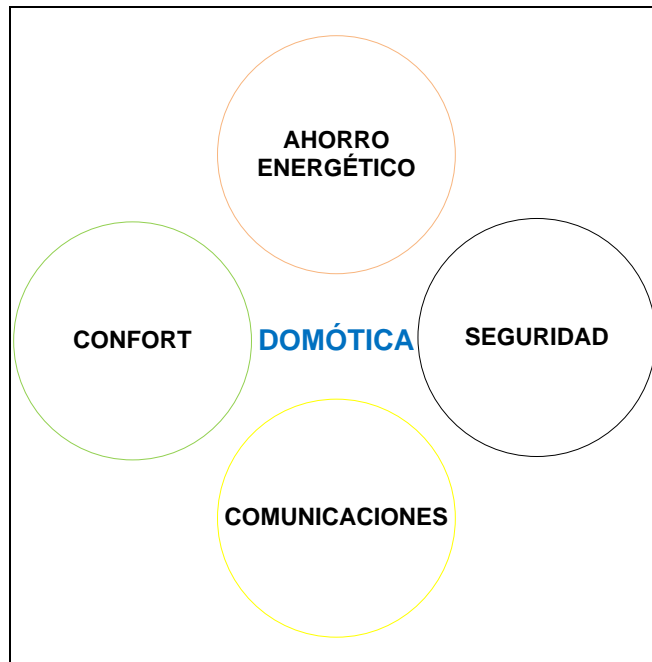 AHORRO
ENERGÉTICO
CONFORT
DOMÓTICA
SEGURIDAD
COMUNICACIONES